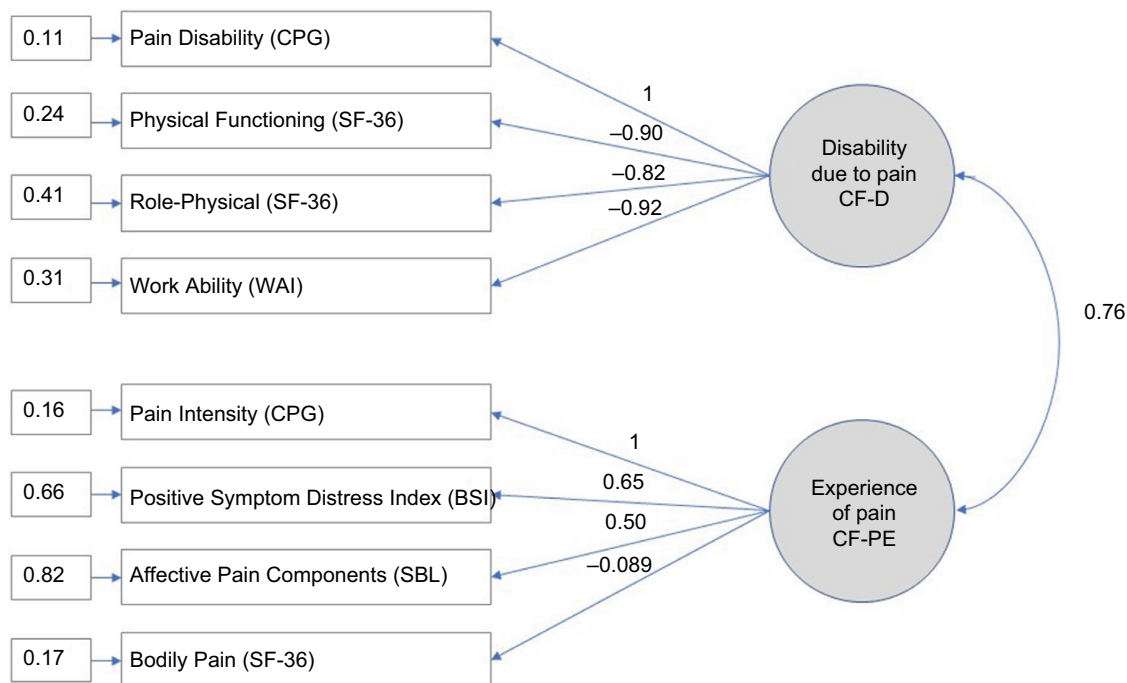 0.11 Pain Disability (CPG)
1
0.24 Physical Functioning (SF-36)
–0.90
0.41 Role-Physical (SF-36)
–0.82
0.31 Work Ability (WAI)
–0.92
Disability
due to pain
CF-D
0.76
0.16 Pain Intensity (CPG)
1
0.66 Positive Symptom Distress Index (BSI)
0.65
0.82 Affective Pain Components (SBL)
0.50
0.17 Bodily Pain (SF-36)
–0.089
Experience
of pain
CF-PE